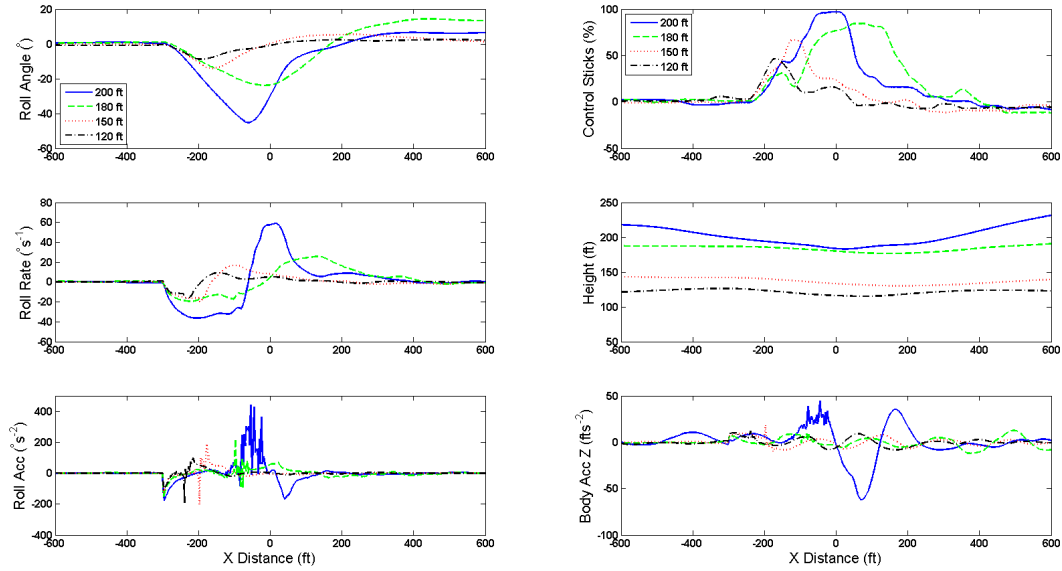 20
0
-20
-40
60
-600 -400 -200 0 200 400 600
Roll Angle (°)
200 ft
180 ft
150 ft
120 ft
100
50
0
50
100
-600 -400 -200 0 200 400 600
Control Sticks (%)
200 ft
180 ft
150 ft
120 ft
80
60
40
20
0
-20
-40
60
-600 -400 -200 0 200 400 600
Roll Rate (°s-1)
250
200
150
100
50
-600 -400 -200 0 200 400 600
Height (ft)
400
200
0
-200
-400
-600 -400 -200 0 200 400 600
Roll Acc (°s-2)
X Distance (ft)
50
0
-50
-100
-600 -400 -200 0 200 400 600
Body Acc Z (fts-2)
X Distance (ft)